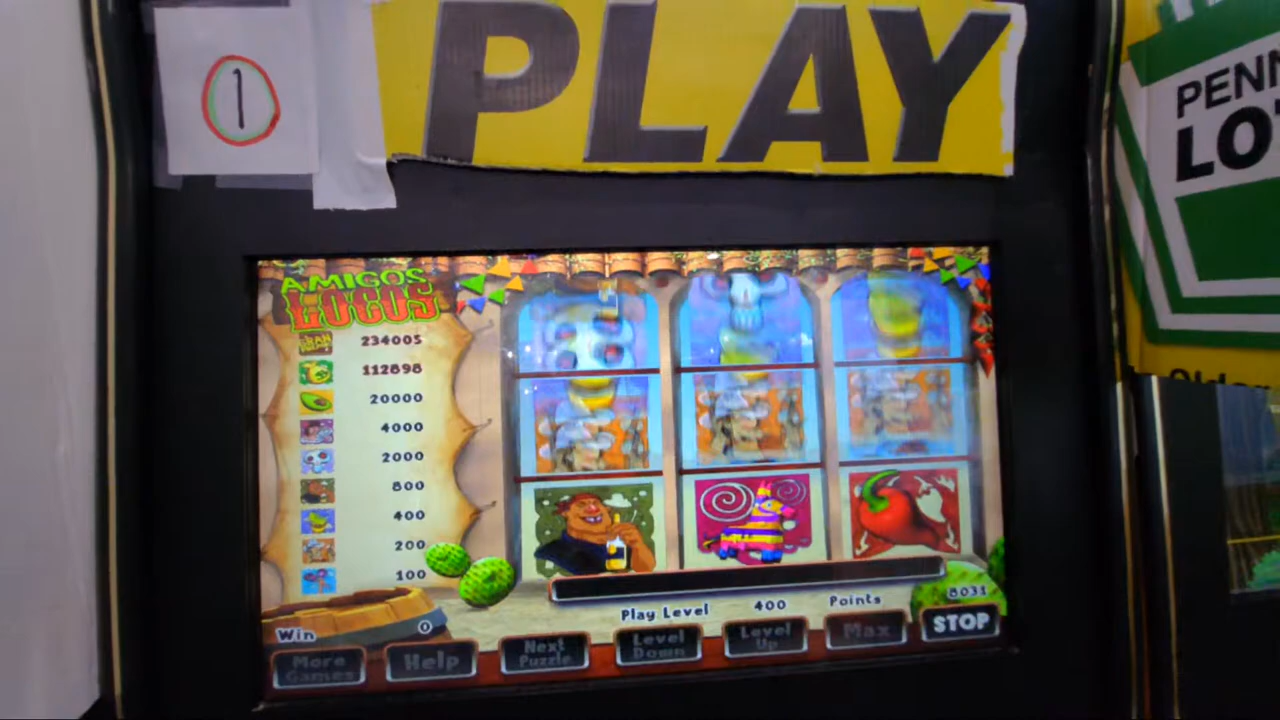 1
PLAY
PENN
LO
AMIGOS
LOCOS
234005
112898
20000
4000
2000
800
400
200
100
Play Level 400 Points 8031
Win 0
More Games
Help
Next Puzzle
Level Down
Level Up
Max
STOP